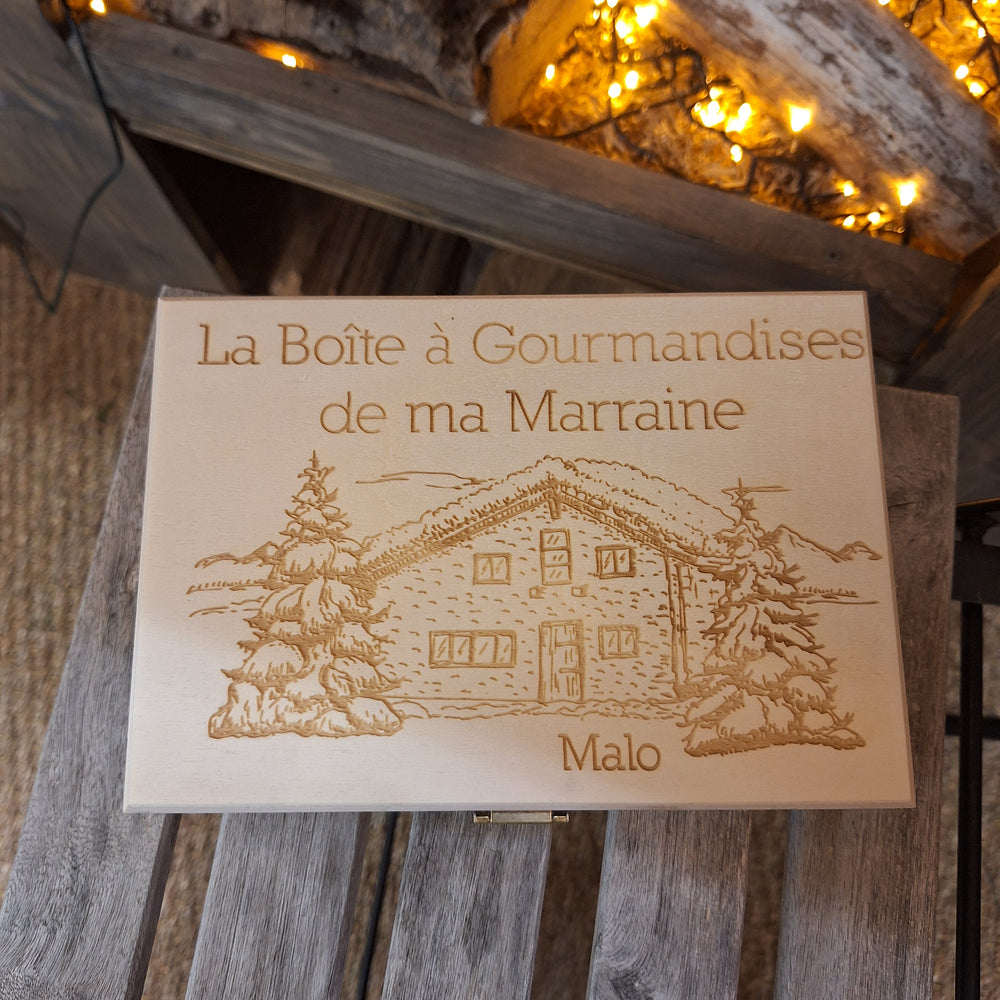 La Boîte à Gourmandises
de ma Marraine
Malo